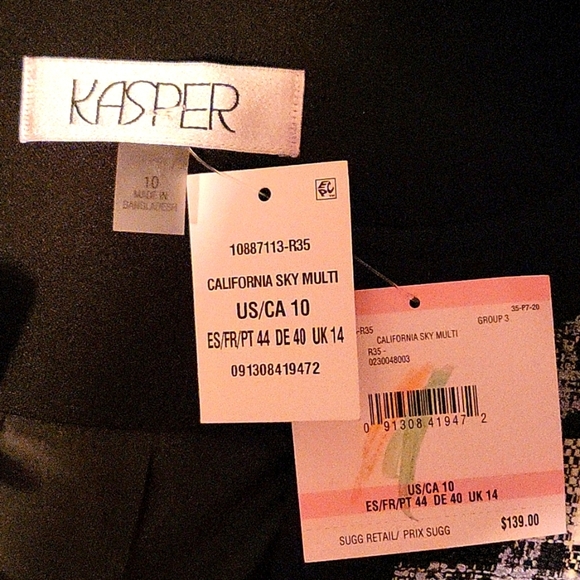 KASPER
10
MADE IN
BANGLADESH
10887113-R35
CALIFORNIA SKY MULTI
US/CA 10
ES/FR/PT 44 DE 40 UK 14
091308419472
35-P7-20
-R35
GROUP 3
CALIFORNIA SKY MULTI
R35 -
0230048003
0 91308 41947 2
US/CA 10
ES/FR/PT 44 DE 40 UK 14
$139.00
SUGG RETAIL/ PRIX SUGG